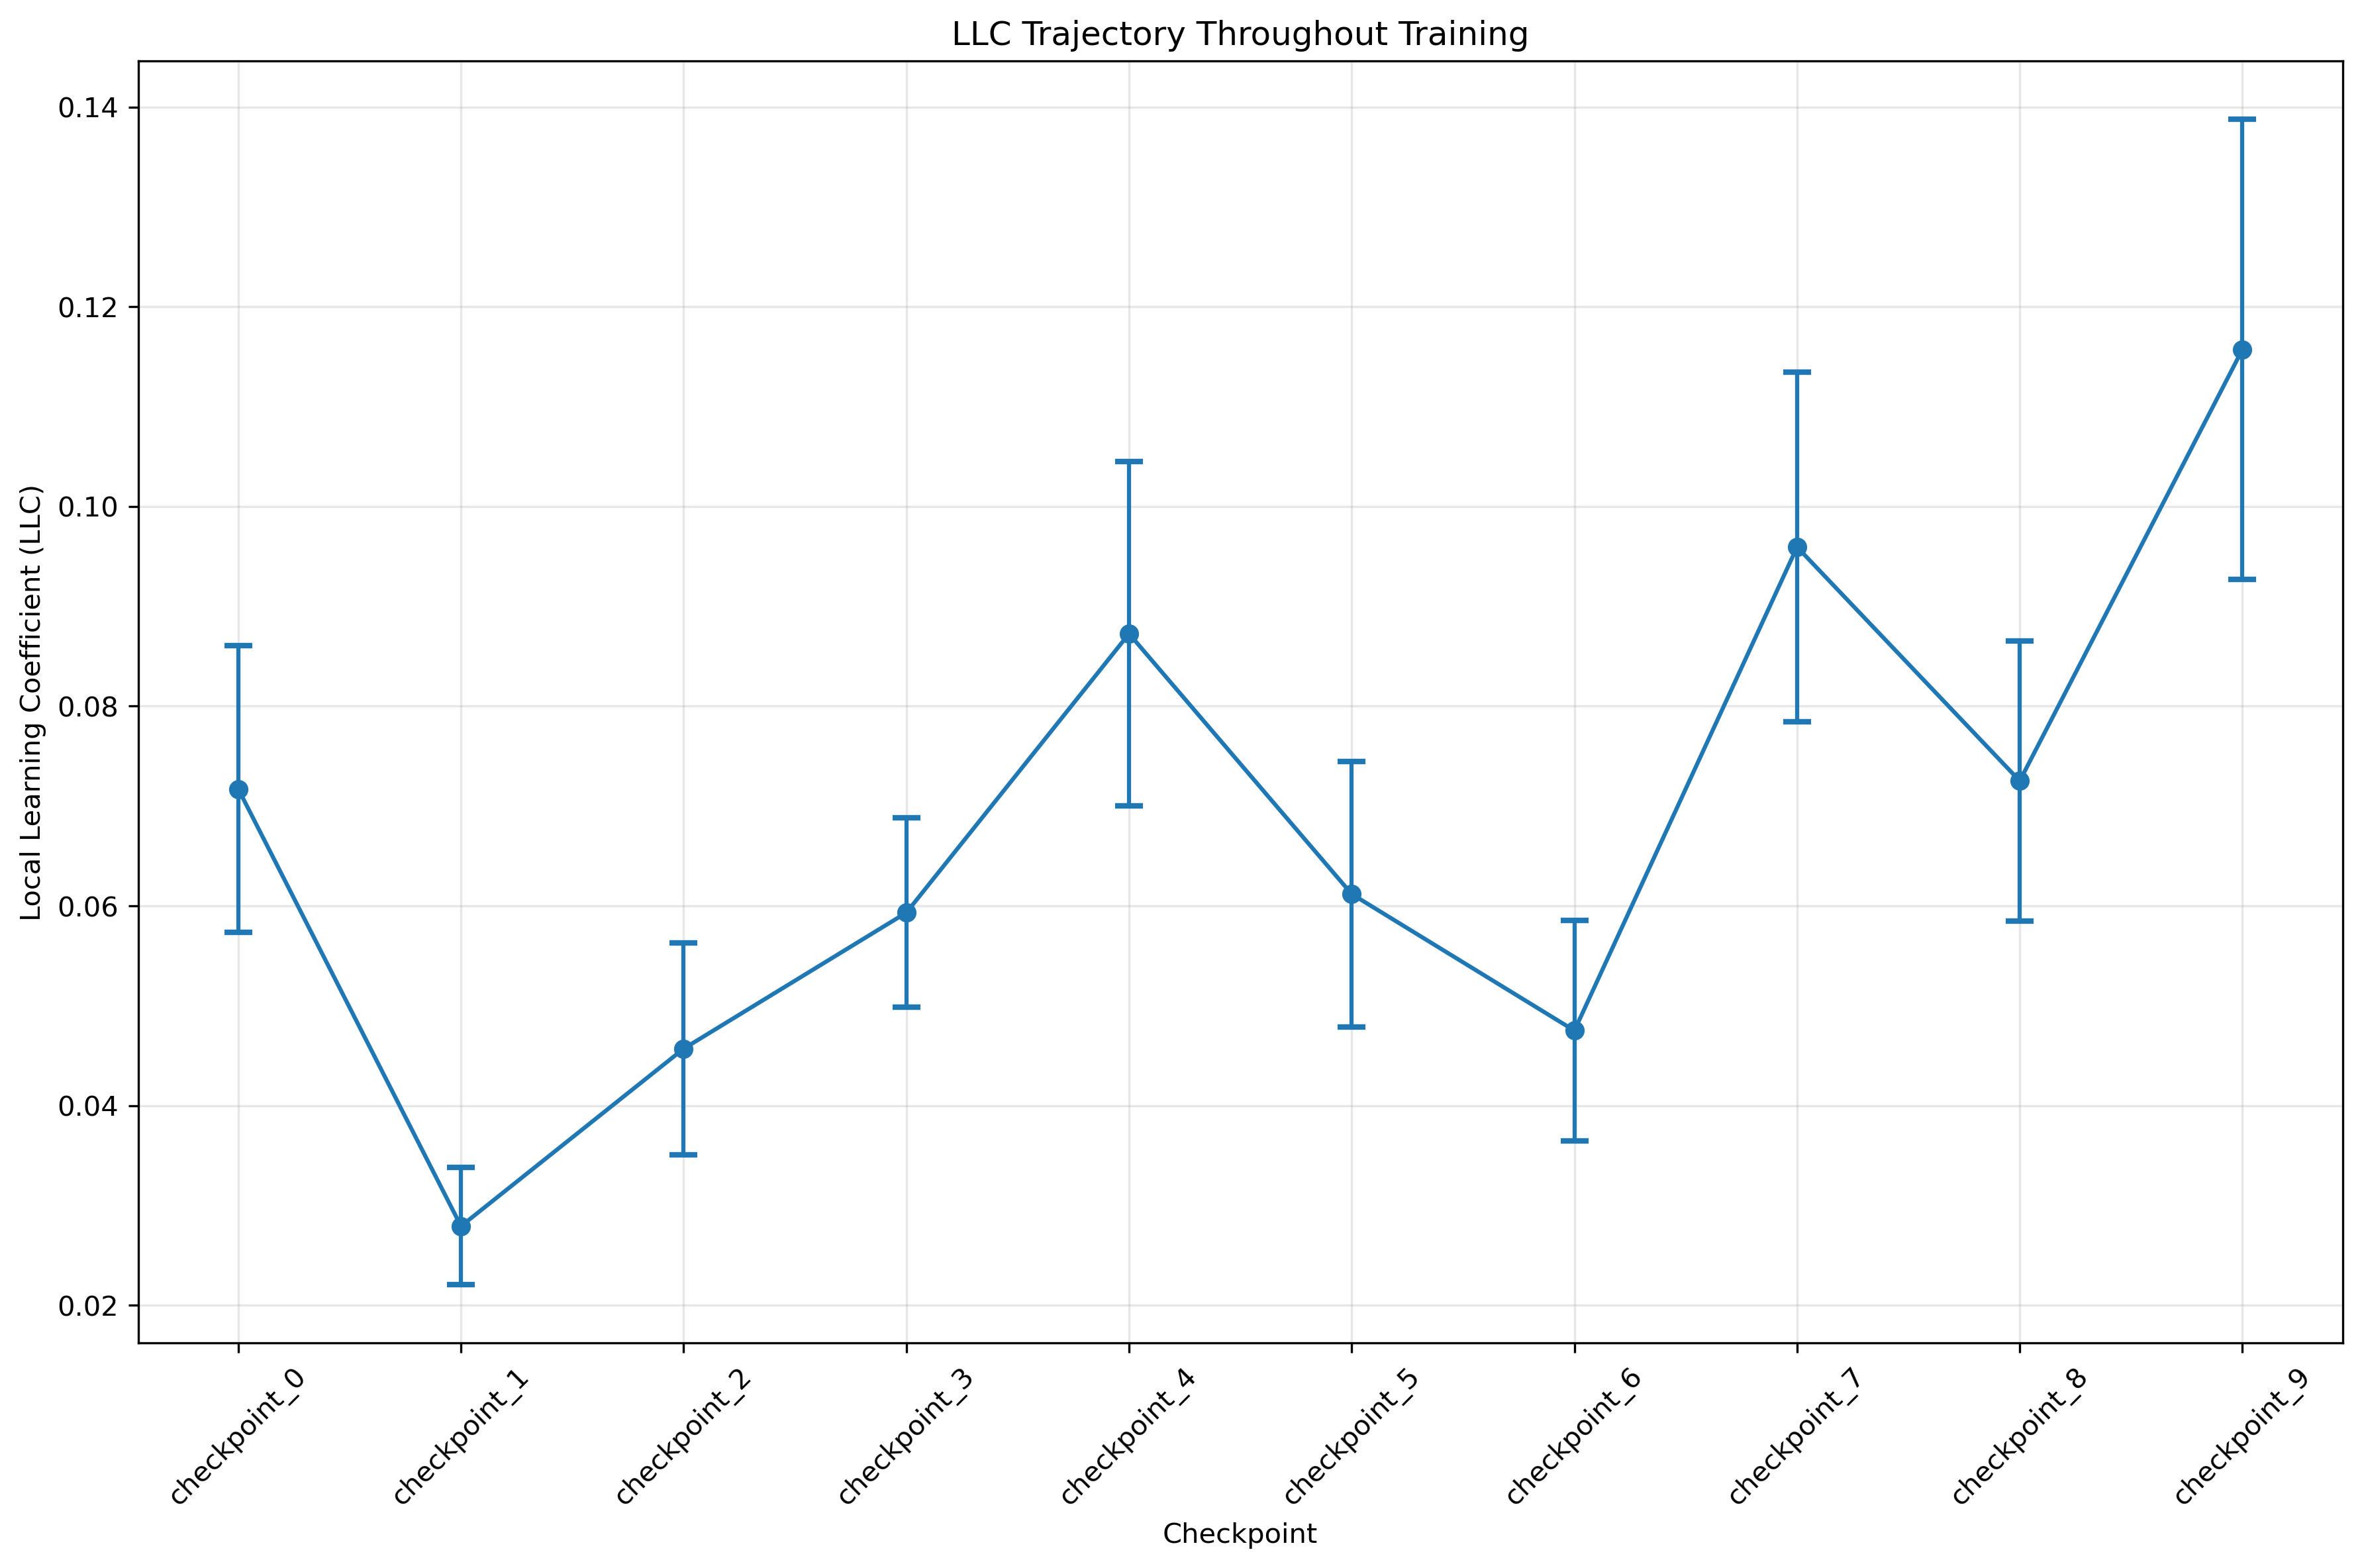 LLC Trajectory Throughout Training
Local Learning Coefficient (LLC)
0.14
0.12
0.10
0.08
0.06
0.04
0.02
checkpoint_0
checkpoint_1
checkpoint_2
checkpoint_3
checkpoint_4
checkpoint_5
checkpoint_6
checkpoint_7
checkpoint_8
checkpoint_9
Checkpoint